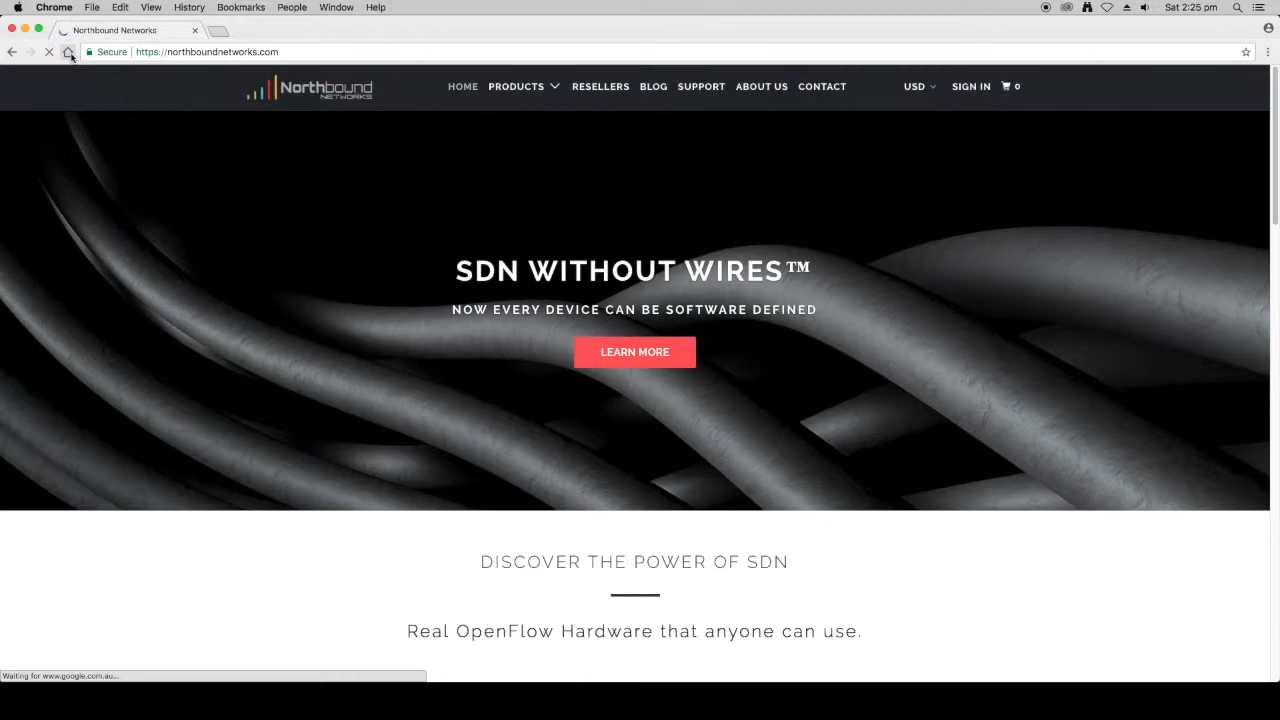 Chrome File Edit View History Bookmarks People Window Help Sat 2:25 pm
Northbound Networks
Secure https://northboundnetworks.com
Northbound NETWORKS HOME PRODUCTS RESELLERS BLOG SUPPORT ABOUT US CONTACT USD SIGN IN 0
SDN WITHOUT WIRES™
NOW EVERY DEVICE CAN BE SOFTWARE DEFINED
LEARN MORE
DISCOVER THE POWER OF SDN
Real OpenFlow Hardware that anyone can use.
Waiting for www.google.com.au...